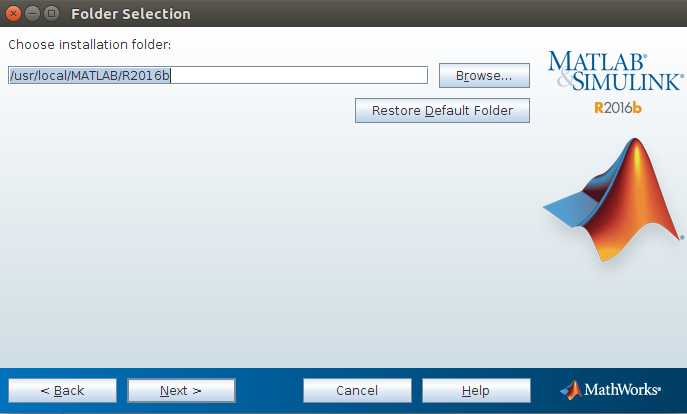 Folder Selection
Choose installation folder:
/usr/local/MATLAB/R2016b
Browse...
Restore Default Folder
MATLAB®
&SIMULINK®
R2016b
®
< Back
Next >
Cancel
Help
MathWorks®